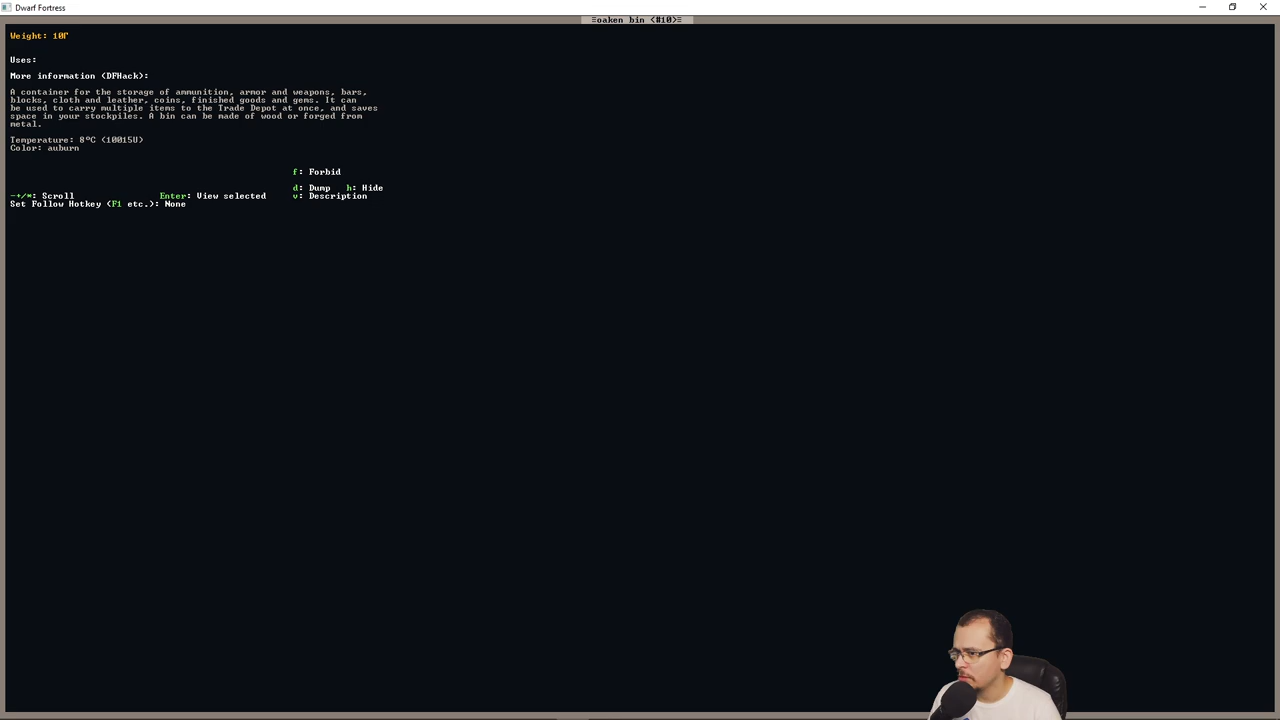 Dwarf Fortress
≡oaken bin (#10)≡
Weight: 10Γ
Uses:
More information (DFHack):
A container for the storage of ammunition, armor and weapons, bars,
blocks, cloth and leather, coins, finished goods and gems. It can
be used to carry multiple items to the Trade Depot at once, and saves
space in your stockpiles. A bin can be made of wood or forged from
metal.
Temperature: 8°C (10015U)
Color: auburn
f: Forbid
d: Dump h: Hide
-+/*: Scroll Enter: View selected v: Description
Set Follow Hotkey (F1 etc.): None